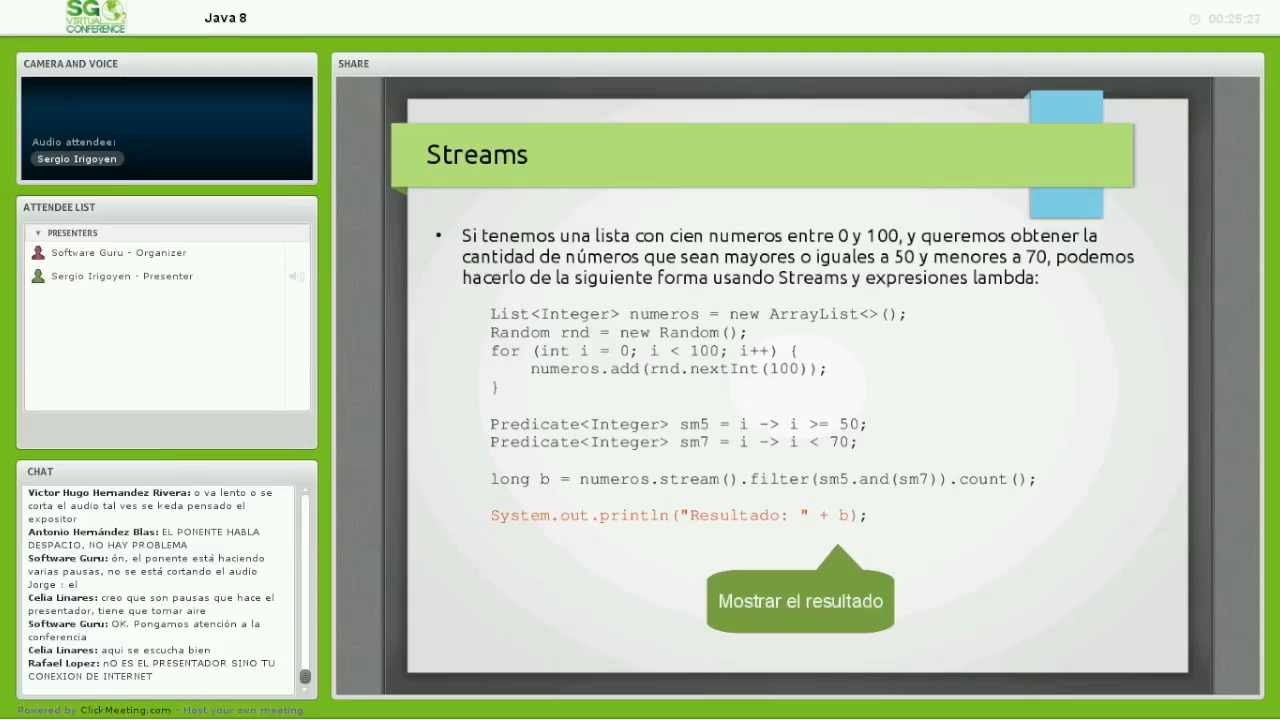 SG
VIRTUAL
CONFERENCE
Java 8
00:25:27
CAMERA AND VOICE
Audio attendee:
Sergio Irigoyen
ATTENDEE LIST
PRESENTERS
Software Guru - Organizer
Sergio Irigoyen - Presenter
CHAT
Victor Hugo Hernandez Rivera: o va lento o se
corta el audio tal ves se keda pensado el
expositor
Antonio Hernández Blas: EL PONENTE HABLA
DESPACIO, NO HAY PROBLEMA
Software Guru: ón, el ponente está haciendo
varias pausas, no se está cortando el audio
Jorge : el
Celia Linares: creo que son pausas que hace el
presentador, tiene que tomar aire
Software Guru: OK. Pongamos atención a la
conferencia
Celia Linares: aqui se escucha bien
Rafael Lopez: nO ES EL PRESENTADOR SINO TU
CONEXION DE INTERNET
Powered by ClickMeeting.com - Host your own meeting
SHARE
Streams
• Si tenemos una lista con cien numeros entre 0 y 100, y queremos obtener la
cantidad de números que sean mayores o iguales a 50 y menores a 70, podemos
hacerlo de la siguiente forma usando Streams y expresiones lambda:
List<Integer> numeros = new ArrayList<>();
Random rnd = new Random();
for (int i = 0; i < 100; i++) {
numeros.add(rnd.nextInt(100));
}
Predicate<Integer> sm5 = i -> i >= 50;
Predicate<Integer> sm7 = i -> i < 70;
long b = numeros.stream().filter(sm5.and(sm7)).count();
System.out.println("Resultado: " + b);
Mostrar el resultado